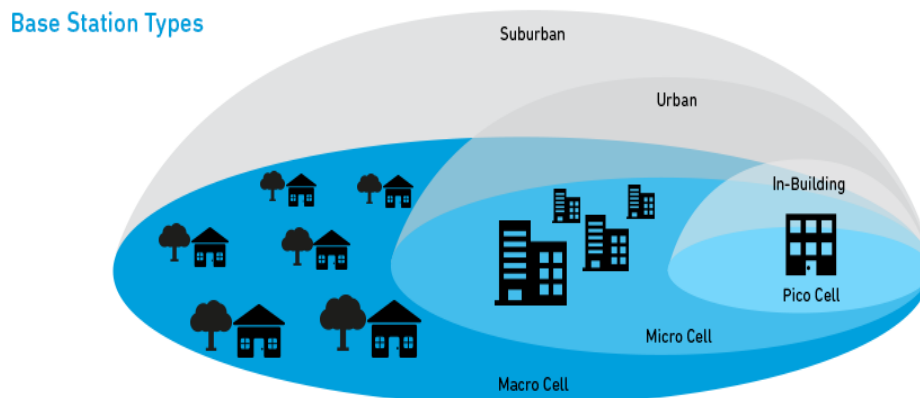 Base Station Types
Suburban
Urban
In-Building
Pico Cell
Micro Cell
Macro Cell